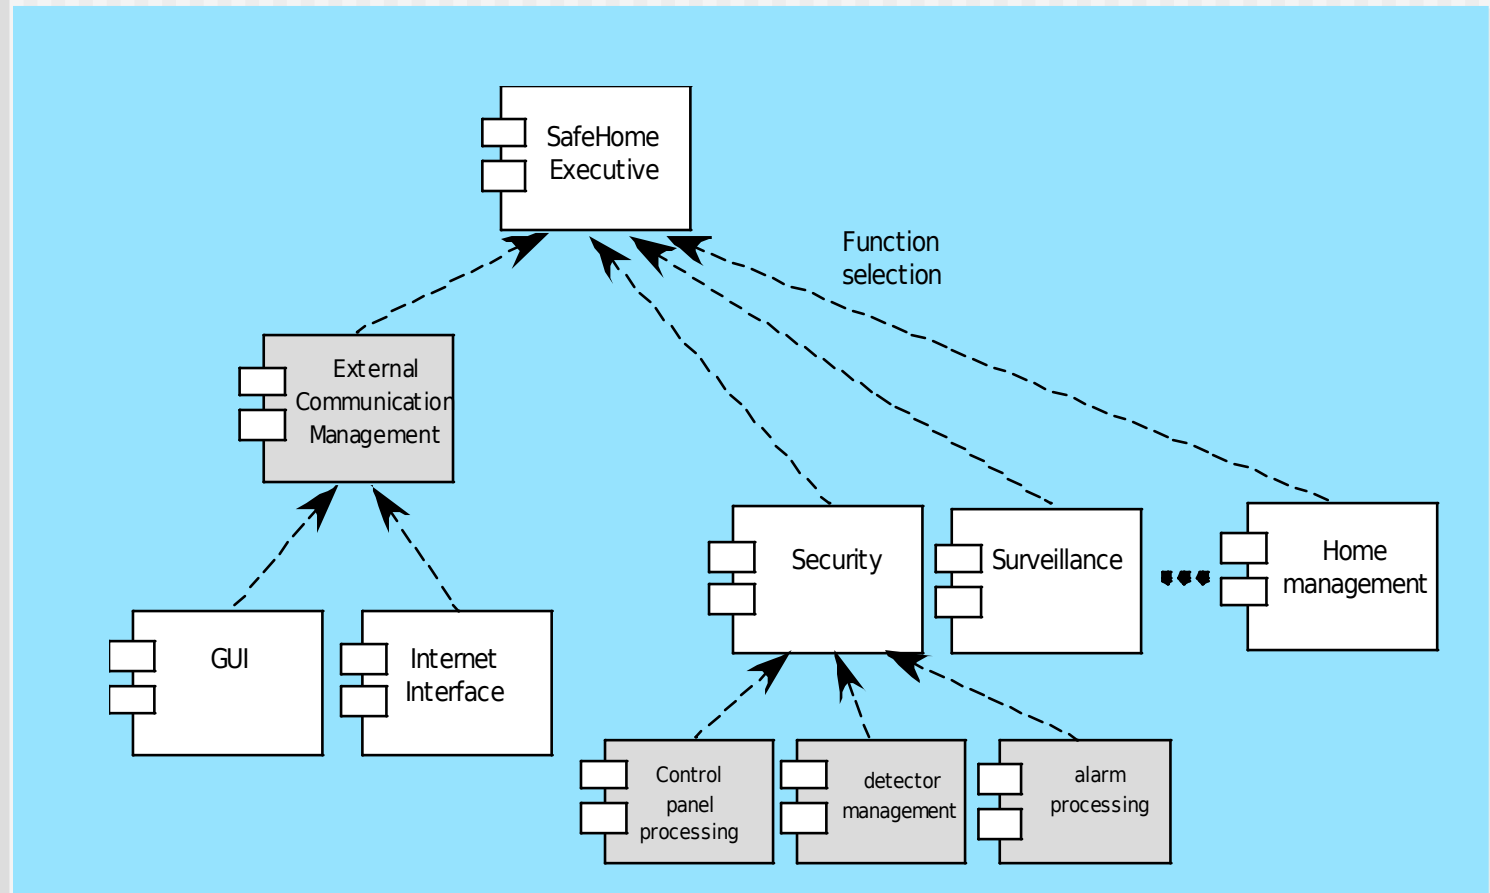 SafeHome
Executive
Function
selection
External
Communication
Management
Security
Surveillance
Home
management
GUI
Internet
Interface
Control
panel
processing
detector
management
alarm
processing